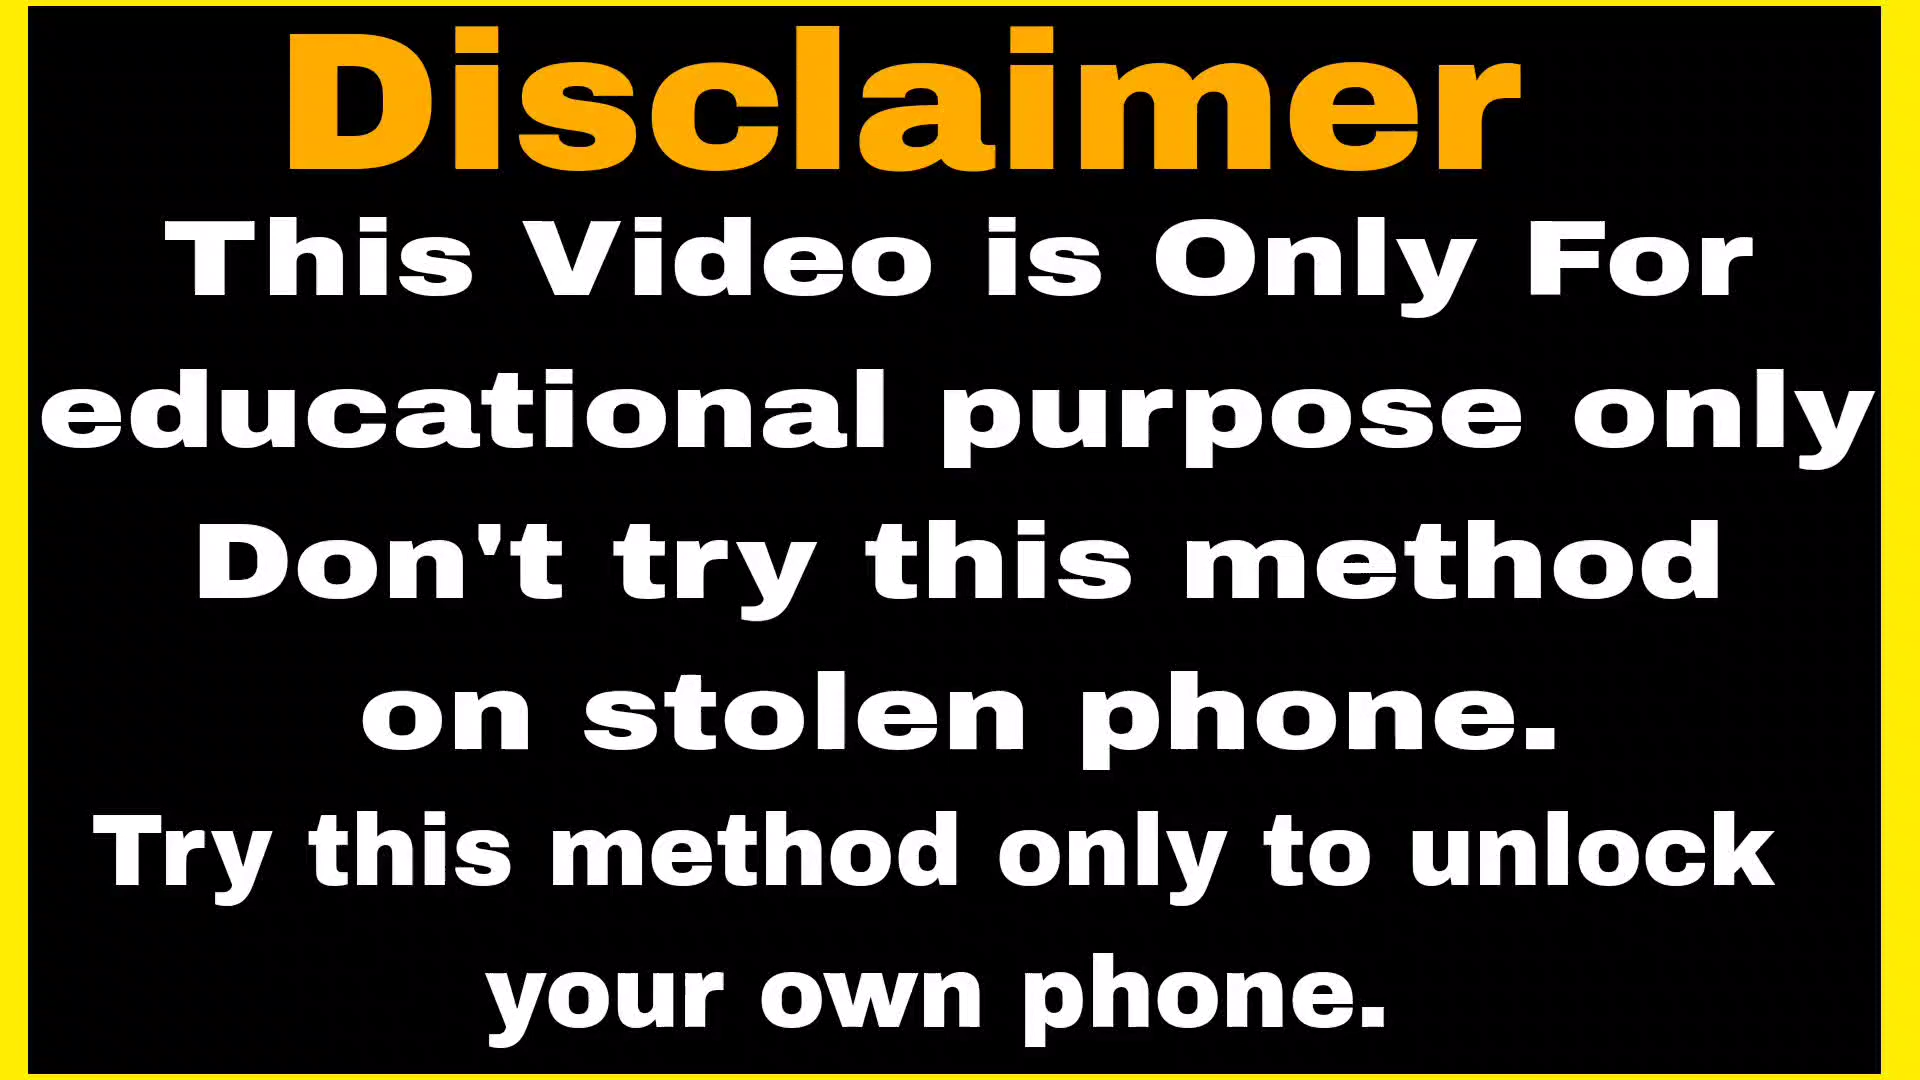 Disclaimer
This Video is Only For
educational purpose only
Don't try this method
on stolen phone.
Try this method only to unlock
your own phone.